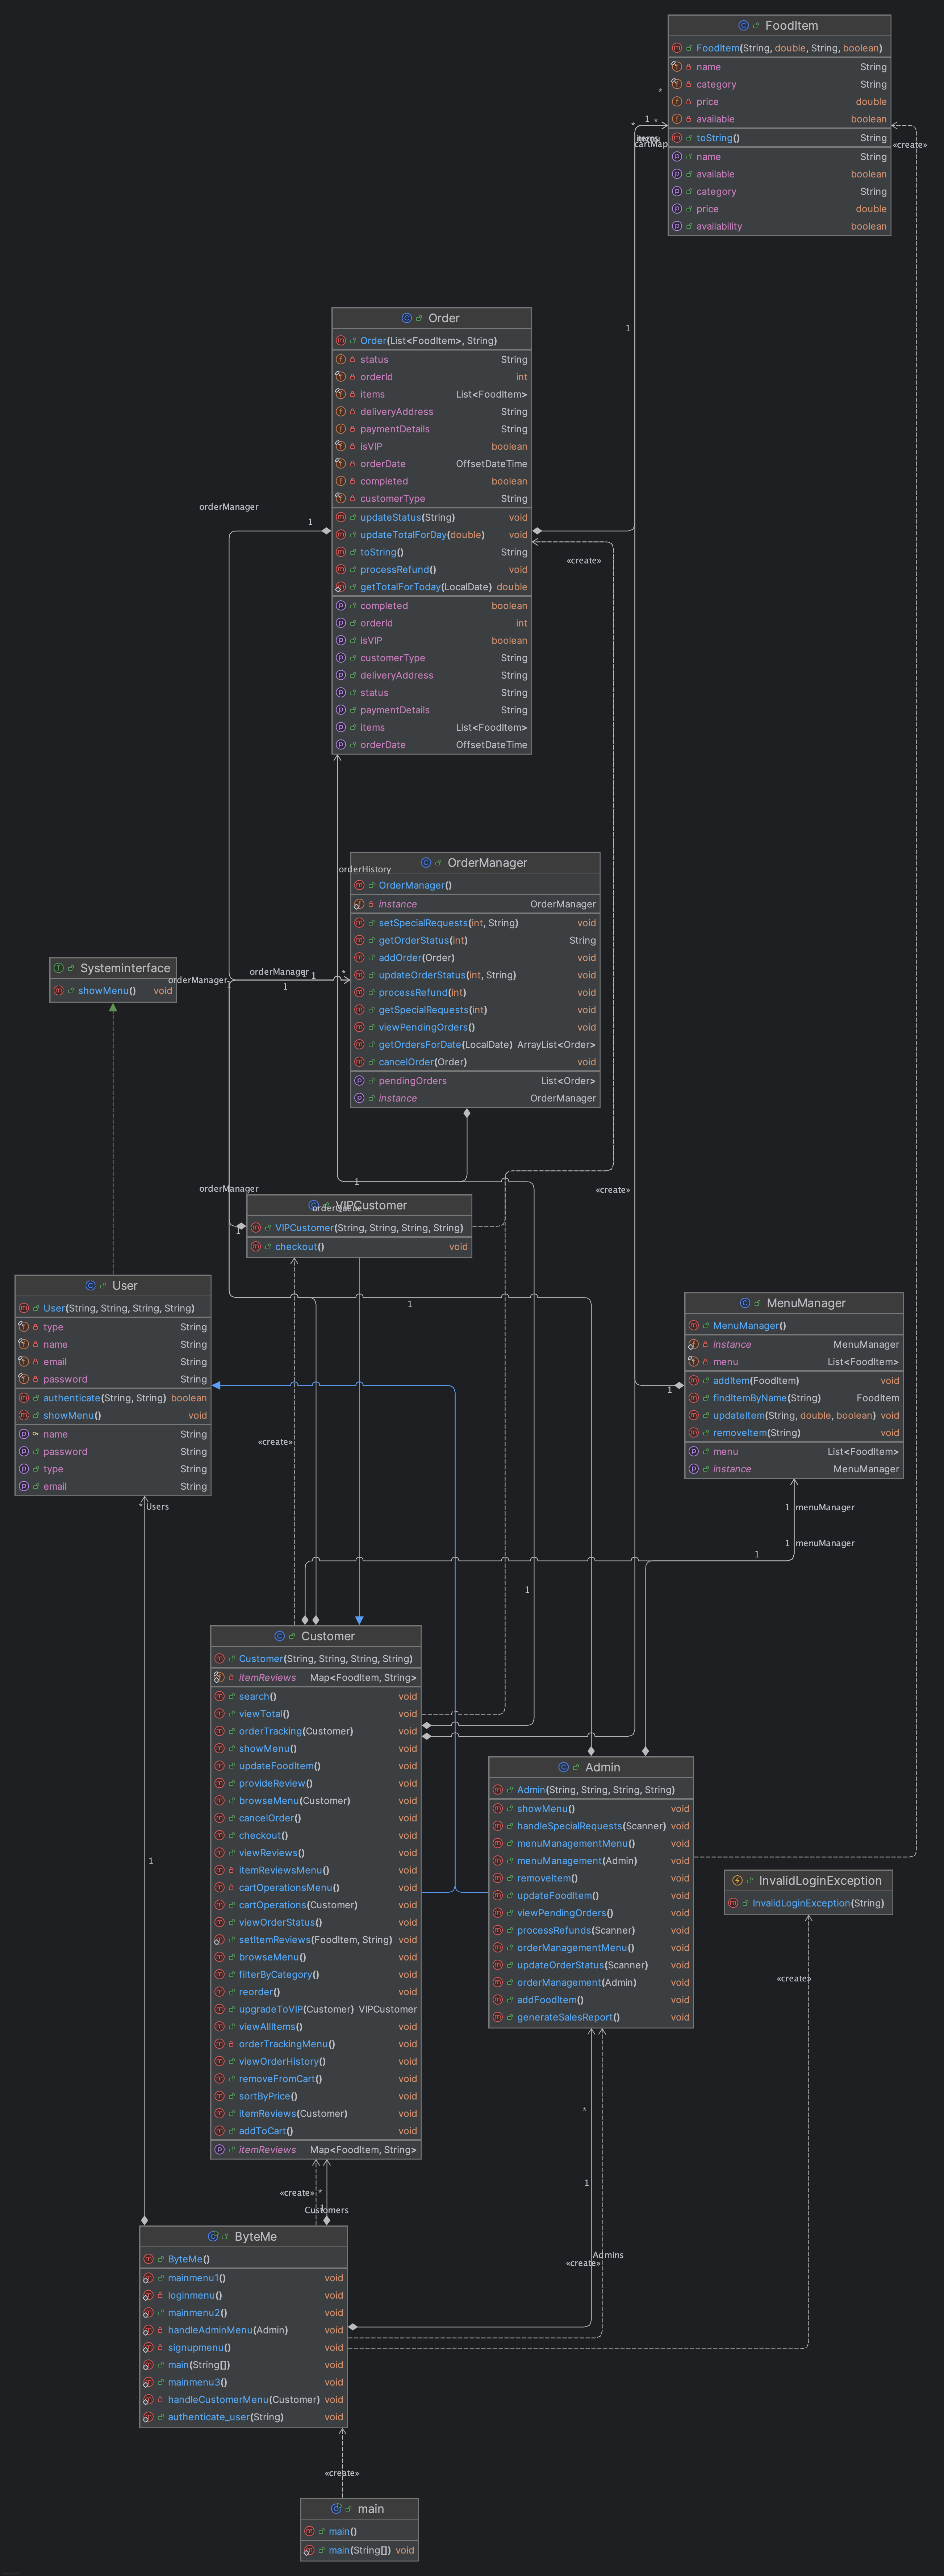 FoodItem
FoodItem(String, double, String, boolean)
name String
category String
price double
available boolean
toString() String
name String
available boolean
category String
price double
availability boolean
*
* 1 *
cartMap
«create»
1
Order
Order(List<FoodItem>, String)
status String
orderId int
items List<FoodItem>
deliveryAddress String
paymentDetails String
isVIP boolean
orderDate OffsetDateTime
completed boolean
customerType String
updateStatus(String) void
updateTotalForDay(double) void
toString() String
processRefund() void
getTotalForToday(LocalDate) double
completed boolean
orderId int
isVIP boolean
customerType String
deliveryAddress String
status String
paymentDetails String
items List<FoodItem>
orderDate OffsetDateTime
orderManager
1
«create»
OrderManager
orderHistory
OrderManager()
instance OrderManager
setSpecialRequests(int, String) void
getOrderStatus(int) String
addOrder(Order) void
updateOrderStatus(int, String) void
processRefund(int) void
getSpecialRequests(int) void
viewPendingOrders() void
getOrdersForDate(LocalDate) ArrayList<Order>
cancelOrder(Order) void
pendingOrders List<Order>
instance OrderManager
Systeminterface
showMenu() void
orderManager
orderManager
1
1
*
1
orderManager
«create»
VIPCustomer
orderQueue
VIPCustomer(String, String, String, String)
checkout() void
1
1
User
User(String, String, String, String)
type String
name String
email String
password String
authenticate(String, String) boolean
showMenu() void
name String
password String
type String
email String
* Users
«create»
MenuManager
MenuManager()
instance MenuManager
menu List<FoodItem>
addItem(FoodItem) void
findItemByName(String) FoodItem
updateItem(String, double, boolean) void
removeItem(String) void
menu List<FoodItem>
instance MenuManager
1
1 menuManager
1 menuManager
1
1
Customer
Customer(String, String, String, String)
itemReviews Map<FoodItem, String>
search() void
viewTotal() void
orderTracking(Customer) void
showMenu() void
updateFoodItem() void
provideReview() void
browseMenu(Customer) void
cancelOrder() void
checkout() void
viewReviews() void
itemReviewsMenu() void
cartOperationsMenu() void
cartOperations(Customer) void
viewOrderStatus() void
setItemReviews(FoodItem, String) void
browseMenu() void
filterByCategory() void
reorder() void
upgradeToVIP(Customer) VIPCustomer
viewAllItems() void
orderTrackingMenu() void
viewOrderHistory() void
removeFromCart() void
sortByPrice() void
itemReviews(Customer) void
addToCart() void
itemReviews Map<FoodItem, String>
Admin
Admin(String, String, String, String)
showMenu() void
handleSpecialRequests(Scanner) void
menuManagementMenu() void
menuManagement(Admin) void
removeItem() void
updateFoodItem() void
viewPendingOrders() void
processRefunds(Scanner) void
orderManagementMenu() void
updateOrderStatus(Scanner) void
orderManagement(Admin) void
addFoodItem() void
generateSalesReport() void
InvalidLoginException
InvalidLoginException(String)
«create»
1
*
1
«create» *
Customers
Admins
«create»
ByteMe
ByteMe()
mainmenu1() void
loginmenu() void
mainmenu2() void
handleAdminMenu(Admin) void
signupmenu() void
main(String[]) void
mainmenu3() void
handleCustomerMenu(Customer) void
authenticate_user(String) void
«create»
main
main()
main(String[]) void